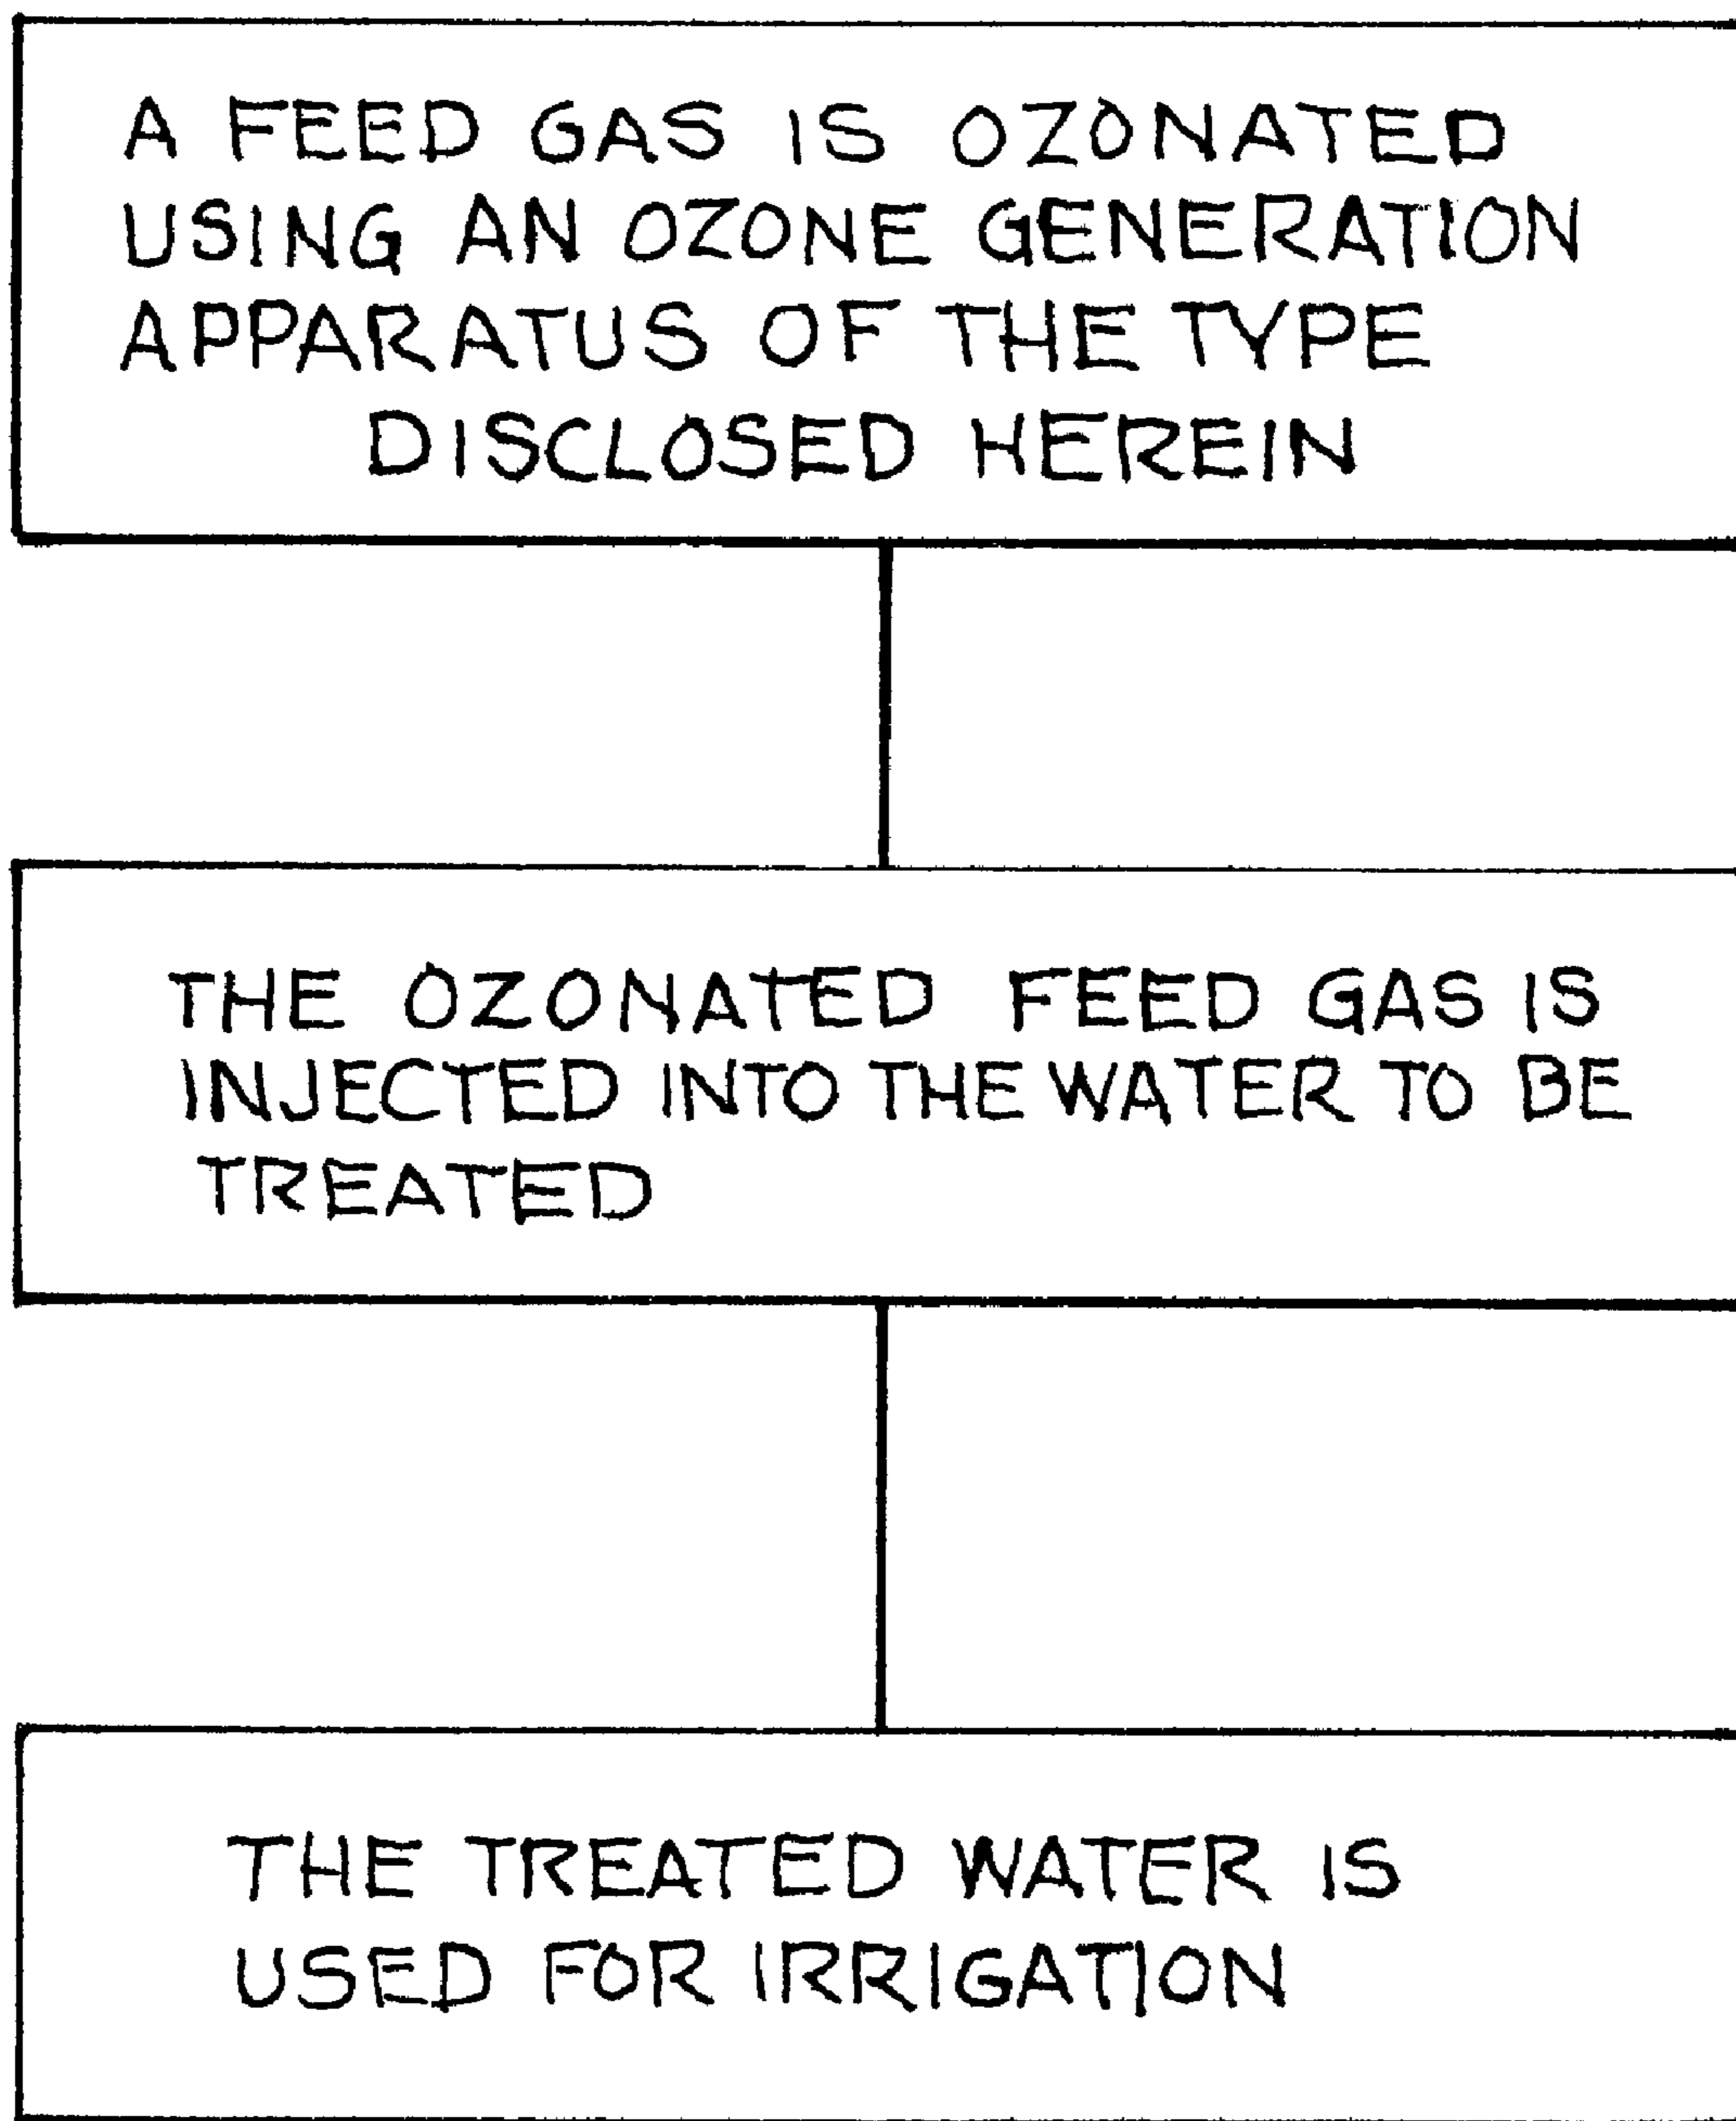 A FEED GAS IS OZONATED
USING AN OZONE GENERATION
APPARATUS OF THE TYPE
DISCLOSED HEREIN
THE OZONATED FEED GAS IS
INJECTED INTO THE WATER TO BE
TREATED
THE TREATED WATER IS
USED FOR IRRIGATION